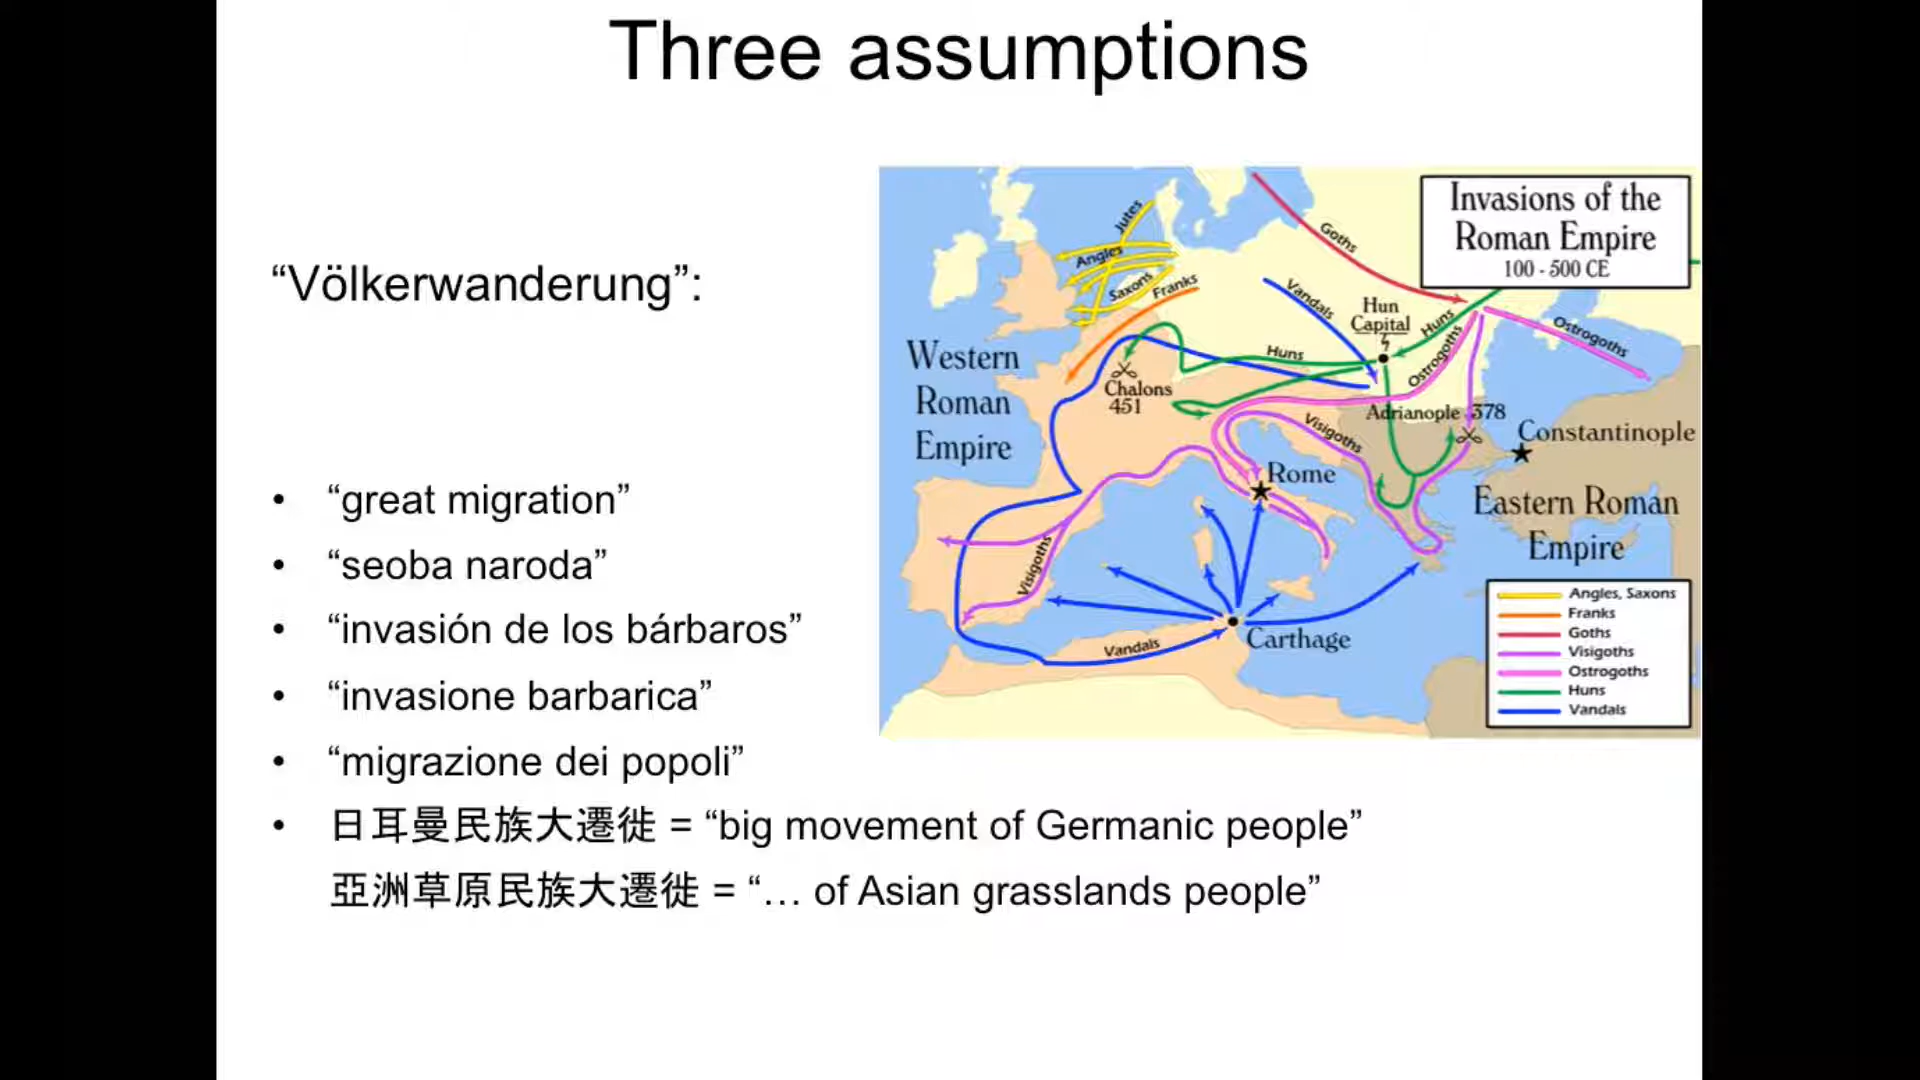 Three assumptions
“Völkerwanderung”:
• “great migration”
• “seoba naroda”
• “invasión de los bárbaros”
• “invasione barbarica”
• “migrazione dei popoli”
• 日耳曼民族大遷徙 = “big movement of Germanic people”
亞洲草原民族大遷徙 = “… of Asian grasslands people”
Invasions of the
Roman Empire
100 - 500 CE
Jutes
Angles
Saxons
Franks
Goths
Vandals
Hun
Capital
Huns
Ostrogoths
Ostrogoths
Huns
Western
Roman
Empire
Chalons
451
Adrianople 378
Visigoths
Constantinople
Rome
Eastern Roman
Empire
Visigoths
Carthage
Vandals
Angles, Saxons
Franks
Goths
Visigoths
Ostrogoths
Huns
Vandals